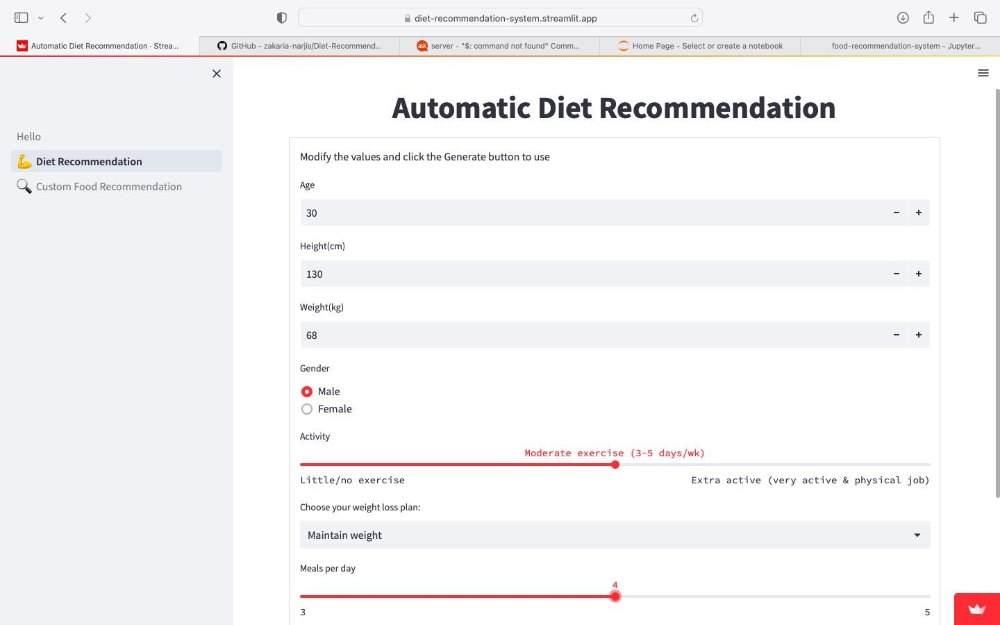 diet-recommendation-system.streamlit.app
Automatic Diet Recommendation · Strea...
GitHub - zakaria-narjis/Diet-Recommend...
ask
server - "$: command not found" Comm...
Home Page - Select or create a notebook
food-recommendation-system - Jupyter...
Hello
Diet Recommendation
Custom Food Recommendation
Automatic Diet Recommendation
Modify the values and click the Generate button to use
Age
30
Height(cm)
130
Weight(kg)
68
Gender
Male
Female
Activity
Moderate exercise (3-5 days/wk)
Little/no exercise
Extra active (very active & physical job)
Choose your weight loss plan:
Maintain weight
Meals per day
4
3
5